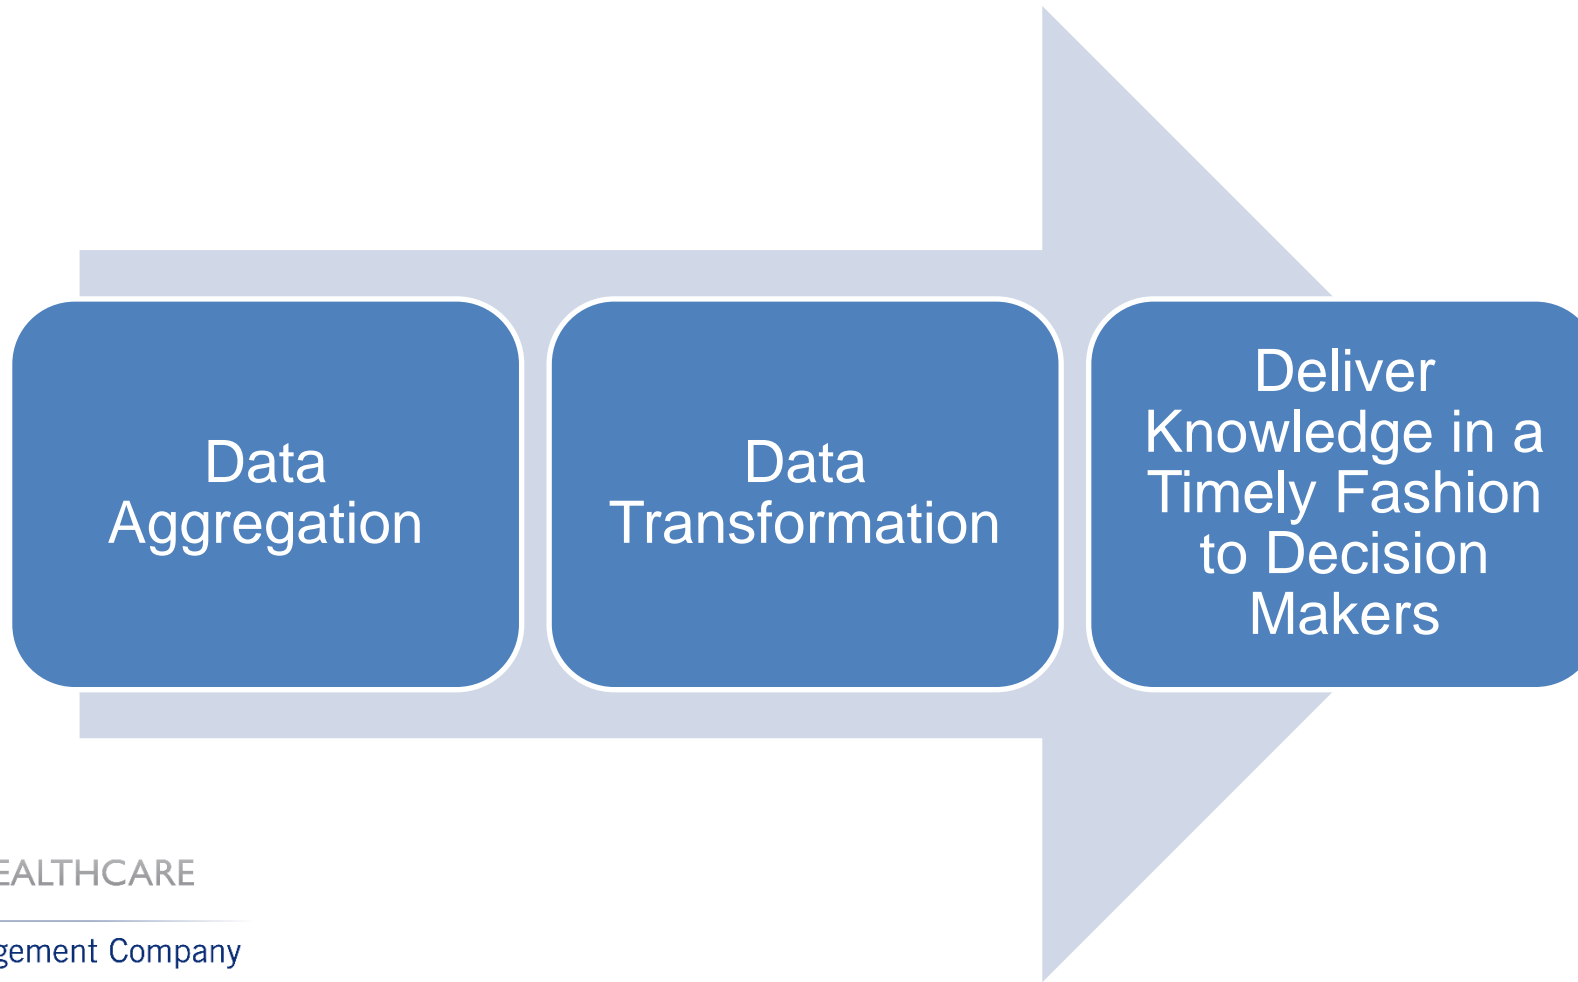 Data
Aggregation
Data
Transformation
Deliver
Knowledge in a
Timely Fashion
to Decision
Makers
EALTHCARE
gement Company